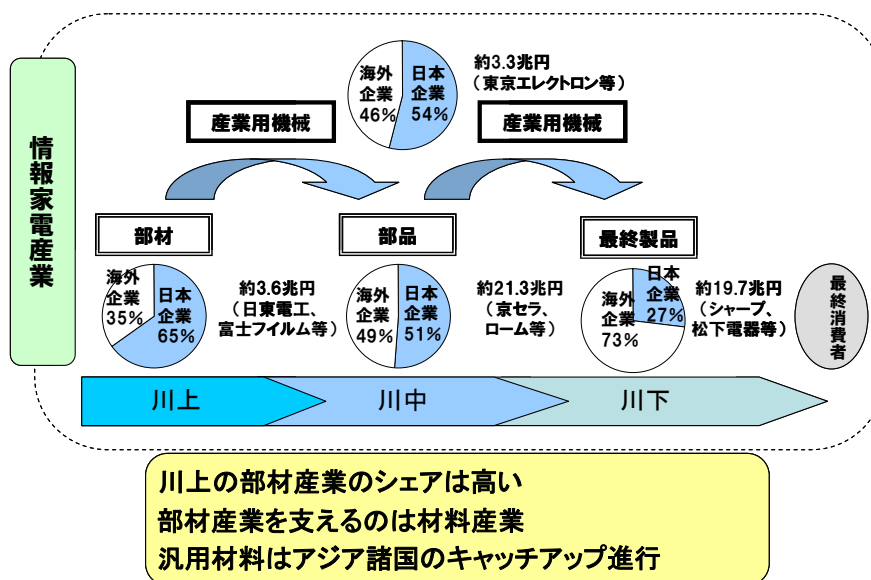 情報家電産業
海外
企業
46%
日本
企業
54%
約3.3兆円
(東京エレクトロン等)
産業用機械
産業用機械
部材
部品
最終製品
海外
企業
35%
日本
企業
65%
約3.6兆円
(日東電工、
富士フイルム等)
海外
企業
49%
日本
企業
51%
約21.3兆円
(京セラ、
ローム等)
海外
企業
73%
日本
企業
27%
約19.7兆円
(シャープ、
松下電器等)
最終消費者
川上
川中
川下
川上の部材産業のシェアは高い
部材産業を支えるのは材料産業
汎用材料はアジア諸国のキャッチアップ進行